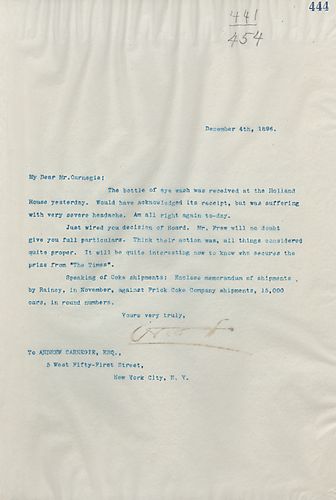 444
441
454
December 4th, 1896.
My Dear Mr.Carnegie:
The bottle of eye wash was received at the Holland
House yesterday. Would have acknowledged its receipt, but was suffering
with very severe headache. Am all right again to-day.
Just wired you decision of Board. Mr. Frew will no doubt
give you full particulars. Think their action was, all things considered
quite proper. It will be quite interesting now to know who secures the
prize from "The Times".
Speaking of Coke shipments: Enclose memorandum of shipments
by Rainey, in November, against Frick Coke Company shipments, 15,000
cars, in round numbers.
Yours very truly,
To ANDREW CARNEGIE, ESQ.,
5 West Fifty-First Street,
New York City, N. Y.